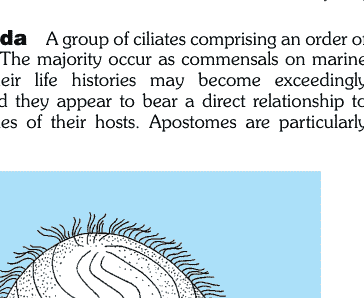 da A group of ciliates comprising an order of
The majority occur as commensals on marine
eir life histories may become exceedingly
d they appear to bear a direct relationship to
es of their hosts. Apostomes are particularly